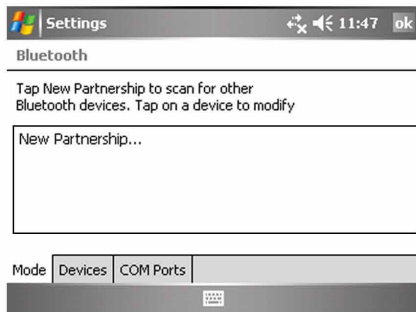 Settings 11:47 ok
Bluetooth
Tap New Partnership to scan for other
Bluetooth devices. Tap on a device to modify
New Partnership...
Mode Devices COM Ports